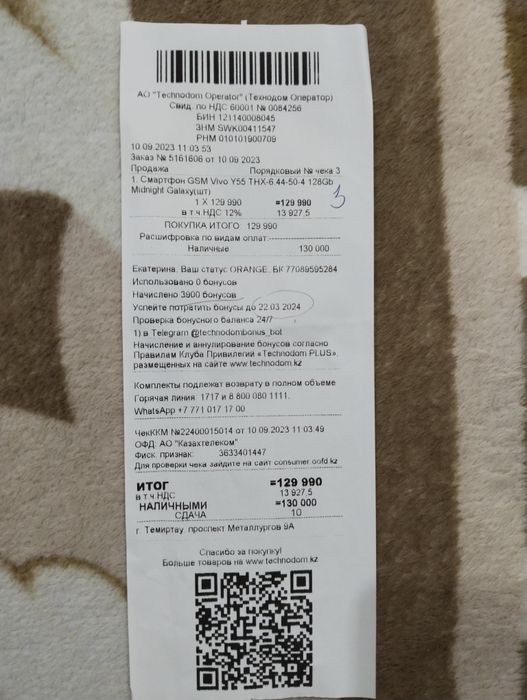 АО "Technodom Operator" (Технодом Оператор)
Свид. по НДС 60001 № 0084256
БИН 121140008045
ЗНМ SWK00411547
РНМ 010101900709
10.09.2023 11:03:53
Заказ № 5161606 от 10.09.2023
Продажа Порядковый № чека 3
1. Смартфон GSM Vivo Y55 THX-6.44-50-4 128Gb
Midnight Galaxy(шт)
3
1 X 129 990 =129 990
в т.ч.НДС 12% 13 927.5
ПОКУПКА ИТОГО: 129 990
Расшифровка по видам оплат:
Наличные 130 000
Екатерина, Ваш статус ORANGE, БК 77089595284
Использовано 0 бонусов
Начислено 3900 бонусов
Успейте потратить бонусы до 22.03.2024
Проверка бонусного баланса 24/7
1) в Telegram @technodombonus_bot
Начисление и аннулирование бонусов согласно
Правилам Клуба Привилегий «Technodom PLUS»,
размещенных на сайте www.technodom.kz
Комплекты подлежат возврату в полном объеме
Горячая линия: 1717 и 8 800 080 1111.
WhatsApp +7 771 017 17 00
ЧекККМ №22400015014 от 10.09.2023 11:03:49
ОФД: АО "Казахтелеком"
Фиск. признак: 3633401447
Для проверки чека зайдите на сайт consumer.oofd.kz
ИТОГ =129 990
в т.ч.НДС 13 927.5
НАЛИЧНЫМИ =130 000
СДАЧА 10
г. Темиртау, проспект Металлургов 9А
Спасибо за покупку!
Больше товаров на www.technodom.kz